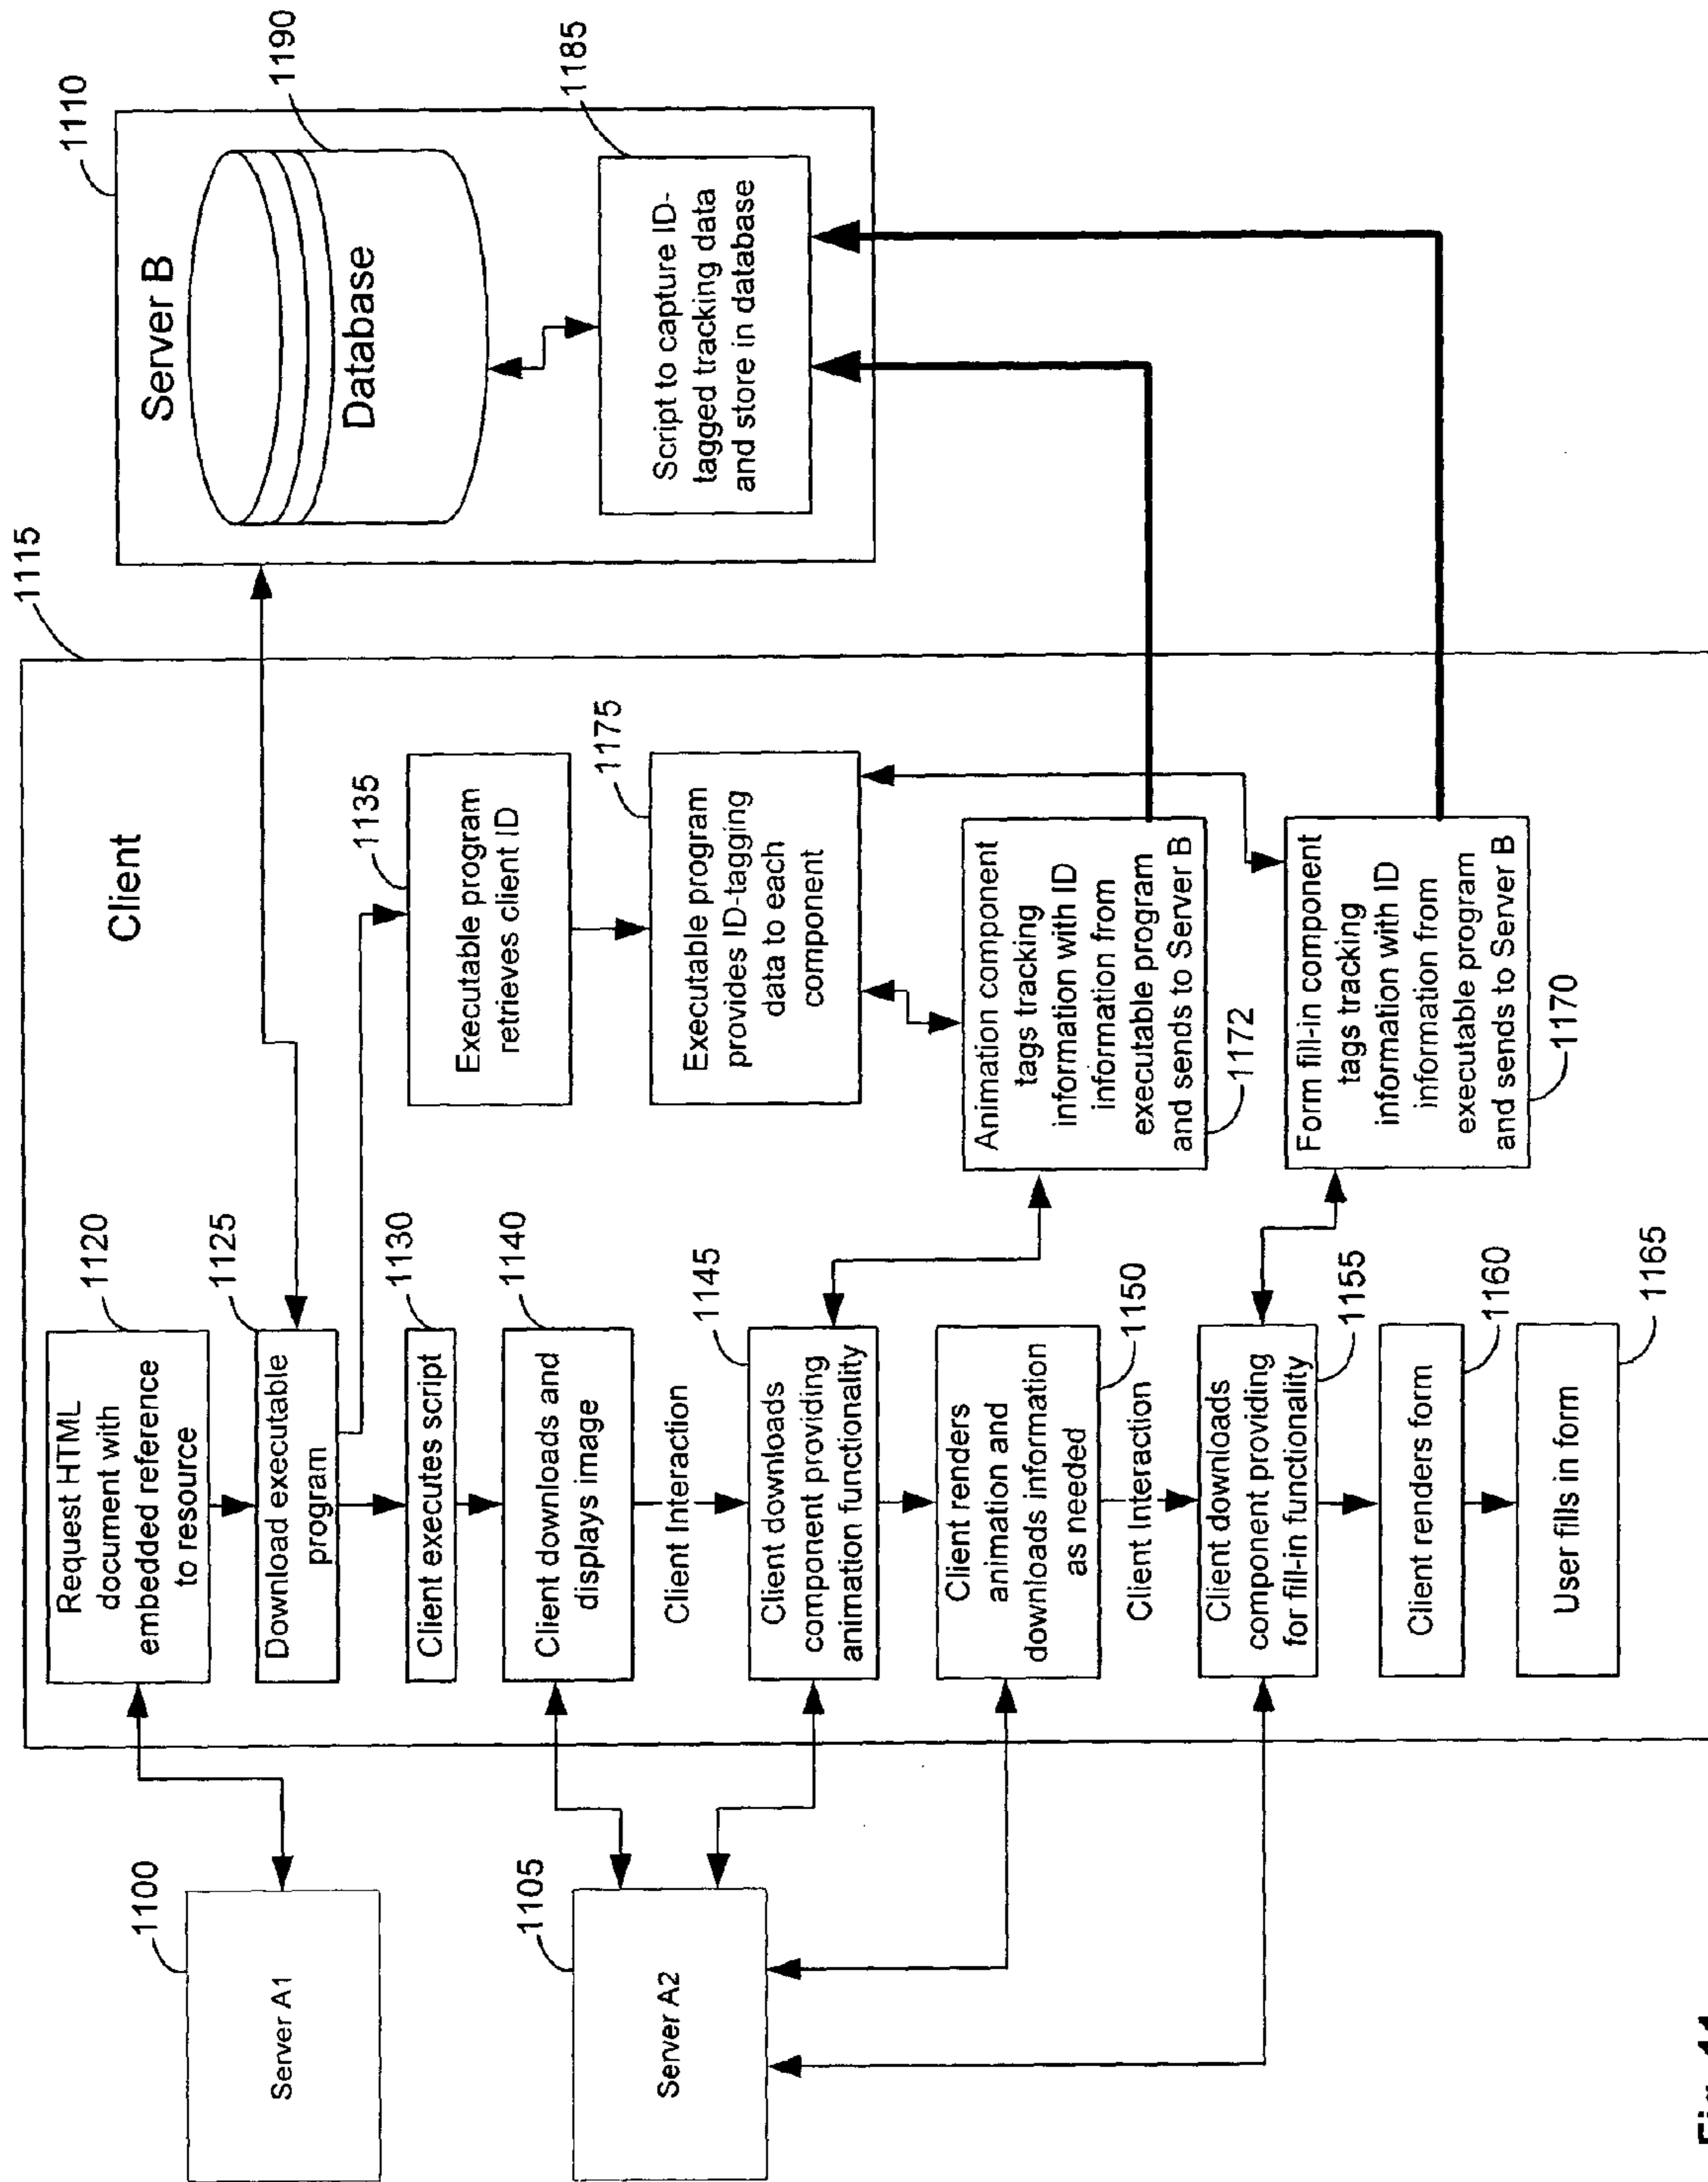 1100
Server A1
1105
Server A2
1115
Client
1120
Request HTML
document with
embedded reference
to resource
1125
Download executable
program
1130
Client executes script
1140
Client downloads and
displays image
Client Interaction
1145
Client downloads
component providing
animation functionality
1150
Client renders
animation and
downloads information
as needed
Client Interaction
1155
Client downloads
component providing
for fill-in functionality
1160
Client renders form
1165
User fills in form
1135
Executable program
retrieves client ID
1175
Executable program
provides ID-tagging
data to each
component
Animation component
tags tracking
information with ID
information from
executable program
and sends to Server B
1172
Form fill-in component
tags tracking
information with ID
information from
executable program
and sends to Server B
1170
1110
Server B
1190
Database
1185
Script to capture ID-
tagged tracking data
and store in database
Fig. 11